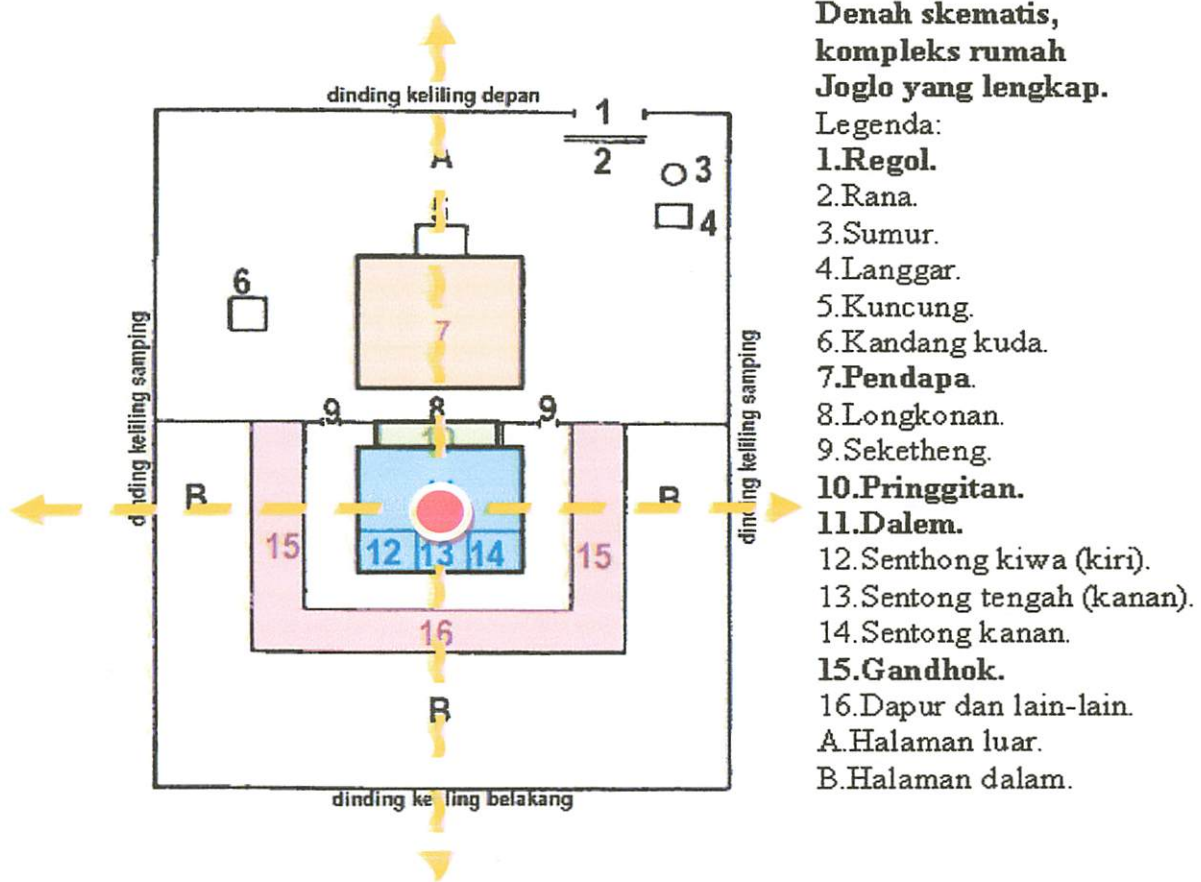 dinding keliling depan
1
A
2
3
4
6
7
dinding keliling samping
dinding keliling samping
9
8
9
10
B
B
15
12
13
14
15
16
B
dinding keliling belakang
Denah skematis,
kompleks rumah
Joglo yang lengkap.
Legenda:
1.Regol.
2.Rana.
3.Sumur.
4.Langgar.
5.Kuncung.
6.Kandang kuda.
7.Pendapa.
8.Longkonan.
9.Seketheng.
10.Pringgitan.
11.Dalem.
12.Senthong kiwa (kiri).
13.Sentong tengah (kanan).
14.Sentong kanan.
15.Gandhok.
16.Dapur dan lain-lain.
A.Halaman luar.
B.Halaman dalam.